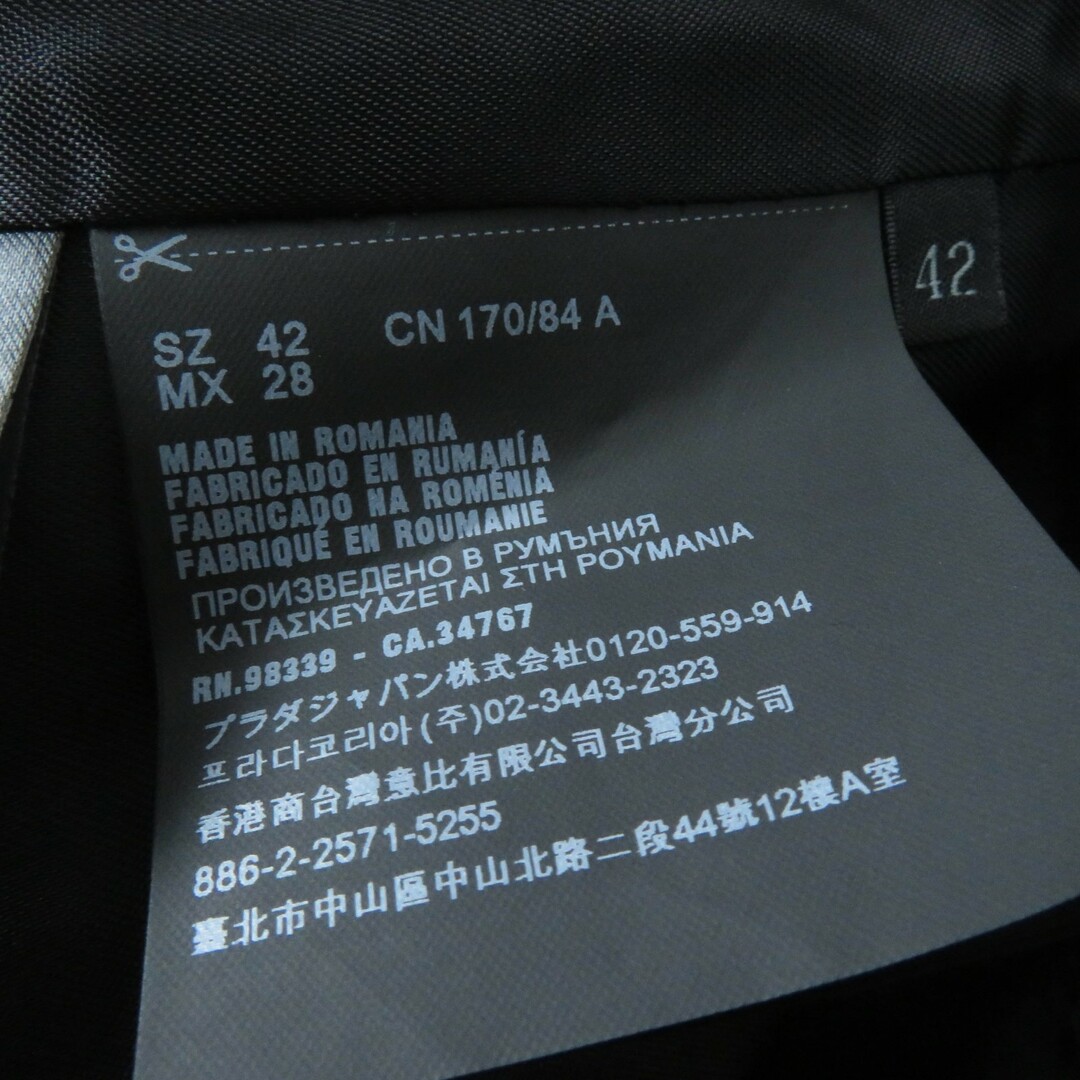 42
SZ 42 CN 170/84 A
MX 28
MADE IN ROMANIA
FABRICADO EN RUMANÍA
FABRICADO NA ROMÉNIA
FABRIQUÉ EN ROUMANIE
ПРОИЗВЕДЕНО В РУМЪНИЯ
ΚΑΤΑΣΚΕΥΑΖΕΤΑΙ ΣΤΗ ΡΟΥΜΑΝΙΑ
RN.98339 - CA.34767
プラダジャパン株式会社0120-559-914
프라다코리아(주)02-3443-2323
香港商台灣意比有限公司台灣分公司
886-2-2571-5255
臺北市中山區中山北路二段44號12樓A室